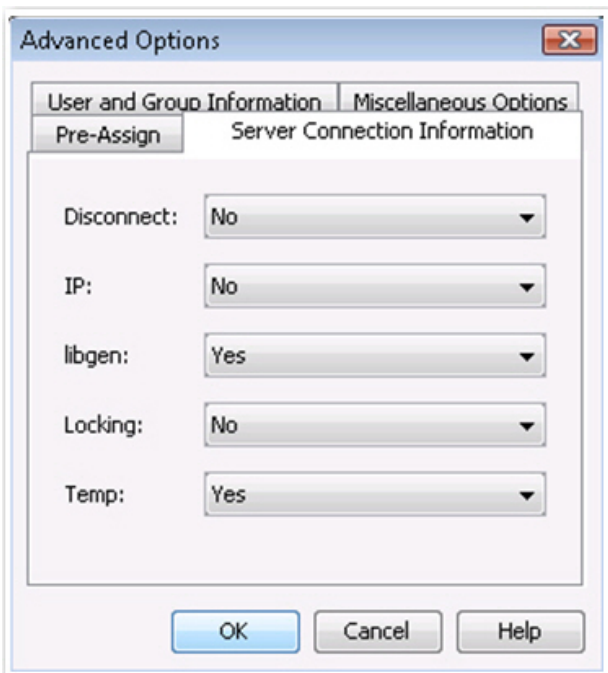 Advanced Options
User and Group Information Miscellaneous Options
Pre-Assign Server Connection Information
Disconnect: No
IP: No
libgen: Yes
Locking: No
Temp: Yes
OK Cancel Help